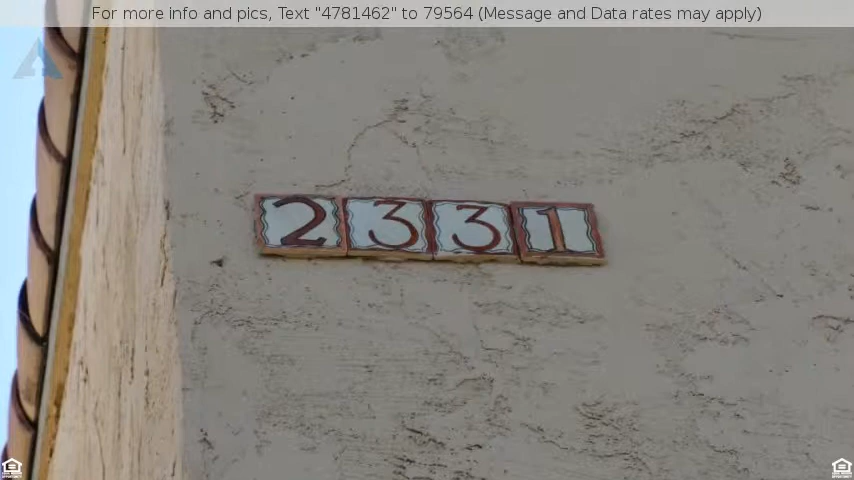 For more info and pics, Text "4781462" to 79564 (Message and Data rates may apply)
2331